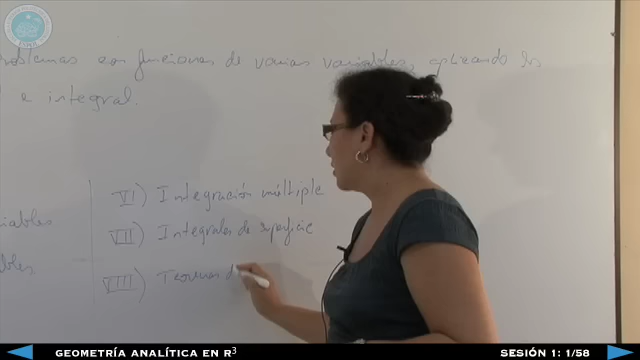 problemas con funciones de varias variables, aplicando los
e integral.
VI) Integración múltiple
VII) Integrales de superficie
VIII) Teoremas d
GEOMETRÍA ANALÍTICA EN R³
SESIÓN 1: 1/58